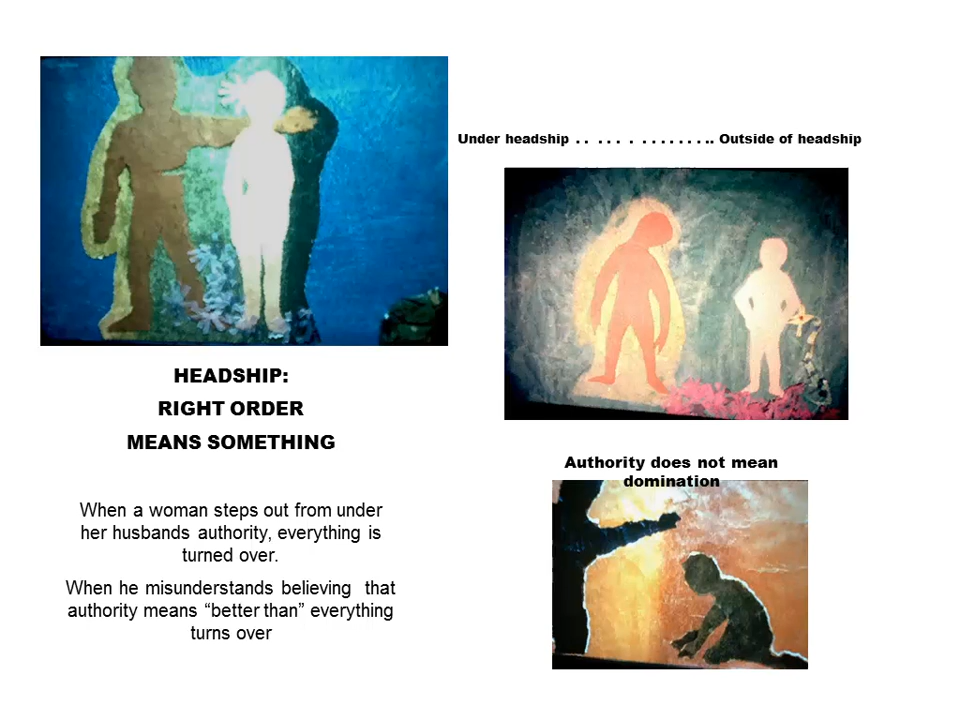 Under headship . . . . . . . . . . . . . . .. Outside of headship
HEADSHIP:
RIGHT ORDER
MEANS SOMETHING
When a woman steps out from under
her husbands authority, everything is
turned over.
When he misunderstands believing that
authority means “better than” everything
turns over
Authority does not mean
domination